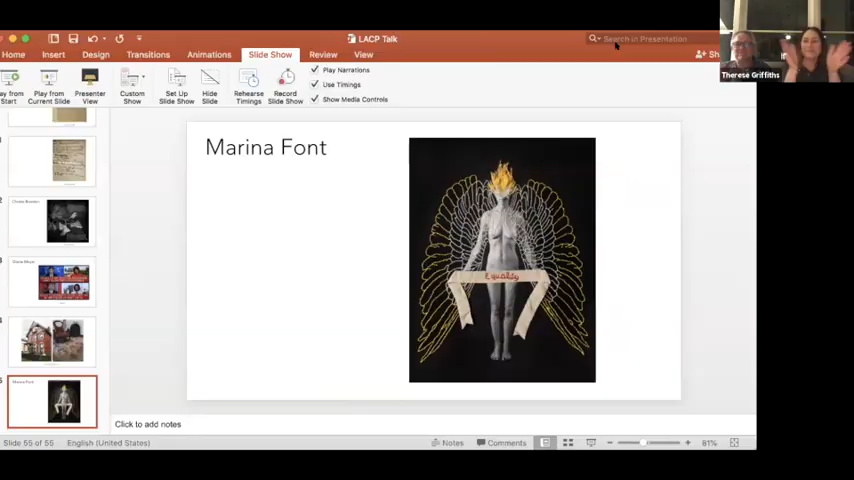 LACP Talk
Search in Presentation
Home Insert Design Transitions Animations Slide Show Review View
Play from Current Slide
Presenter View
Custom Show
Set Up Slide Show
Hide Slide
Rehearse Timings
Record Slide Show
Play Narrations
Use Timings
Show Media Controls
Therese Griffiths
Marina Font
Equality
Marina Font
Click to add notes
Slide 55 of 55 English (United States)
Notes Comments 81%